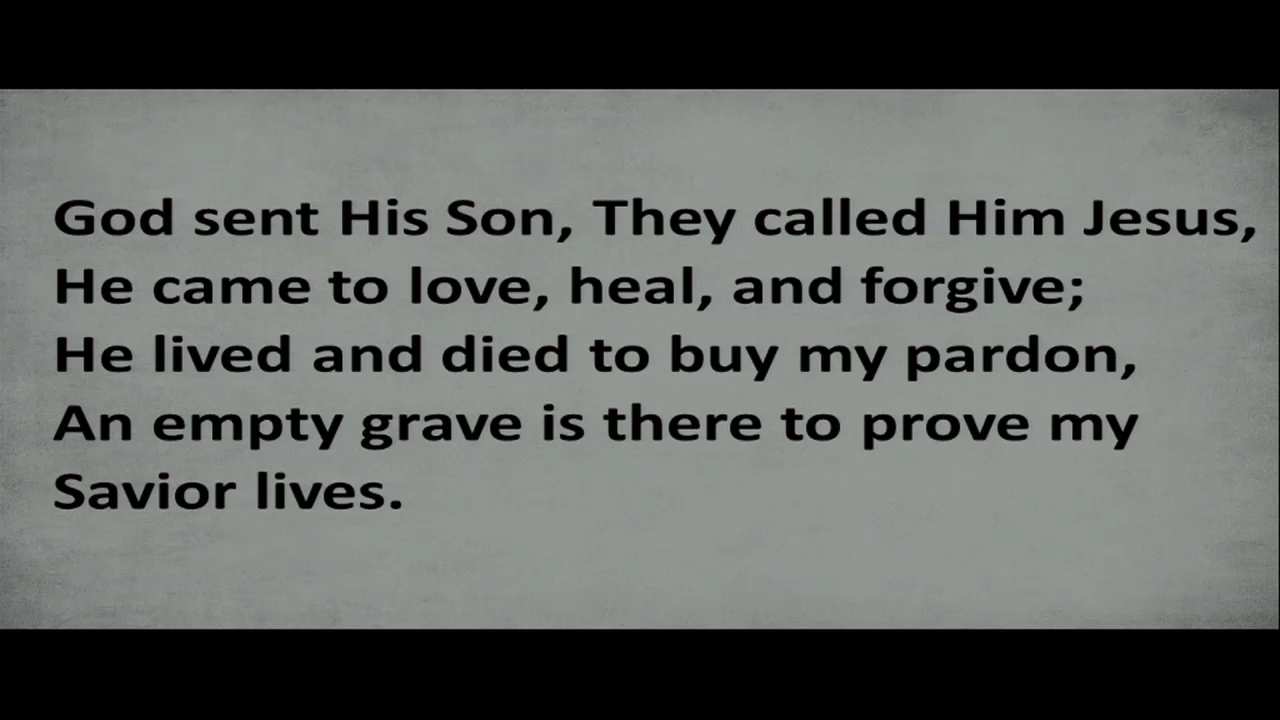 God sent His Son, They called Him Jesus,
He came to love, heal, and forgive;
He lived and died to buy my pardon,
An empty grave is there to prove my
Savior lives.